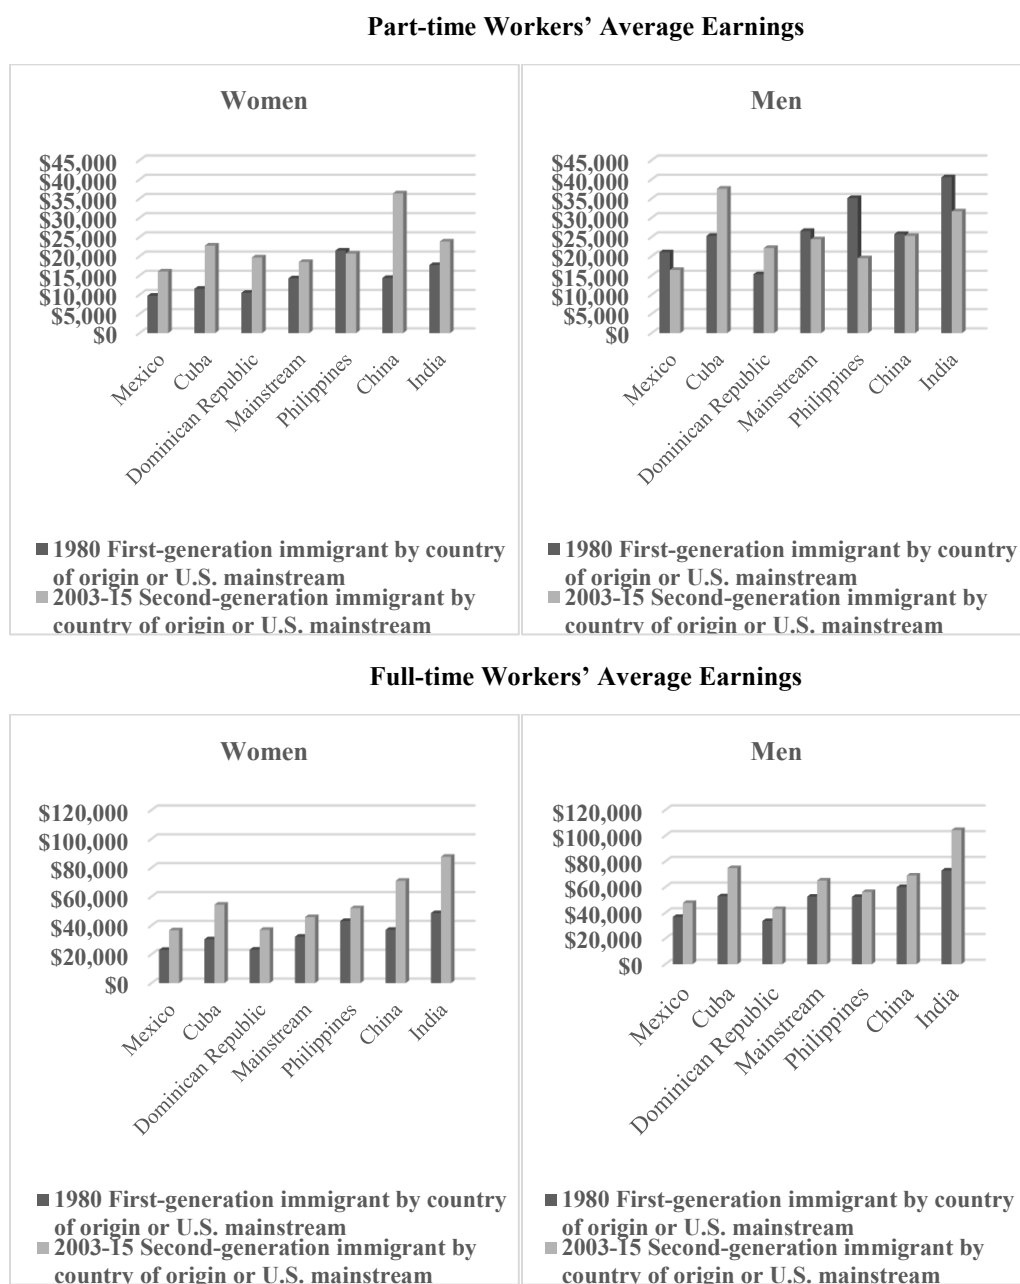 Part-time Workers’ Average Earnings
Women
$45,000
$40,000
$35,000
$30,000
$25,000
$20,000
$15,000
$10,000
$5,000
$0
Mexico
Cuba
Dominican Republic
Mainstream
Philippines
China
India
1980 First-generation immigrant by country
of origin or U.S. mainstream
2003-15 Second-generation immigrant by
country of origin or U.S. mainstream
Men
$45,000
$40,000
$35,000
$30,000
$25,000
$20,000
$15,000
$10,000
$5,000
$0
Mexico
Cuba
Dominican Republic
Mainstream
Philippines
China
India
1980 First-generation immigrant by country
of origin or U.S. mainstream
2003-15 Second-generation immigrant by
country of origin or U.S. mainstream
Full-time Workers’ Average Earnings
Women
$120,000
$100,000
$80,000
$60,000
$40,000
$20,000
$0
Mexico
Cuba
Dominican Republic
Mainstream
Philippines
China
India
1980 First-generation immigrant by country
of origin or U.S. mainstream
2003-15 Second-generation immigrant by
country of origin or U.S. mainstream
Men
$120,000
$100,000
$80,000
$60,000
$40,000
$20,000
$0
Mexico
Cuba
Dominican Republic
Mainstream
Philippines
China
India
1980 First-generation immigrant by country
of origin or U.S. mainstream
2003-15 Second-generation immigrant by
country of origin or U.S. mainstream